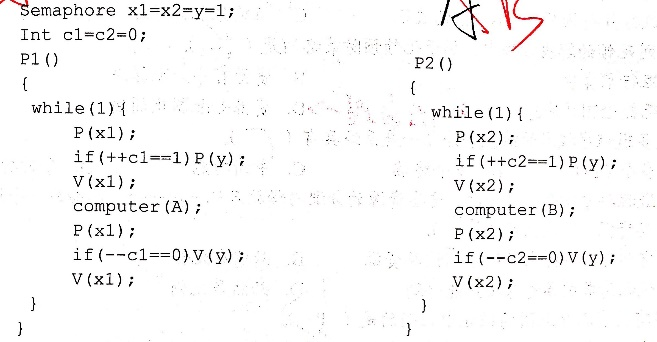 Semaphore x1=x2=y=1;
Int c1=c2=0;
P1()
{
while(1){
P(x1);
if(++c1==1)P(y);
V(x1);
computer(A);
P(x1);
if(--c1==0)V(y);
V(x1);
}
}
P2()
{
while(1){
P(x2);
if(++c2==1)P(y);
V(x2);
computer(B);
P(x2);
if(--c2==0)V(y);
V(x2);
}
}